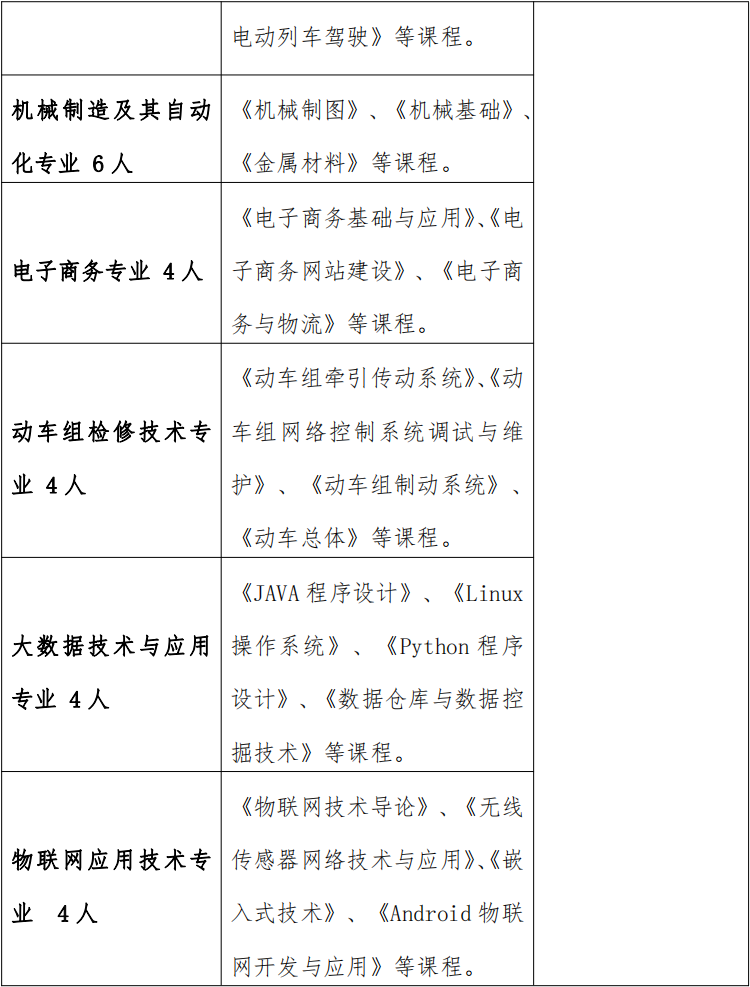 电动列车驾驶》等课程。
机械制造及其自动
化专业 6人
《机械制图》、《机械基础》、
《金属材料》等课程。
电子商务专业 4人
《电子商务基础与应用》、《电
子商务网站建设》、《电子商
务与物流》等课程。
动车组检修技术专
业 4人
《动车组牵引传动系统》、《动
车组网络控制系统调试与维
护》、《动车组制动系统》、
《动车总体》等课程。
大数据技术与应用
专业 4人
《JAVA 程序设计》、《Linux
操作系统》、《Python 程序
设计》、《数据仓库与数据控
掘技术》等课程。
物联网应用技术专
业 4人
《物联网技术导论》、《无线
传感器网络技术与应用》、《嵌
入式技术》、《Android 物联
网开发与应用》等课程。